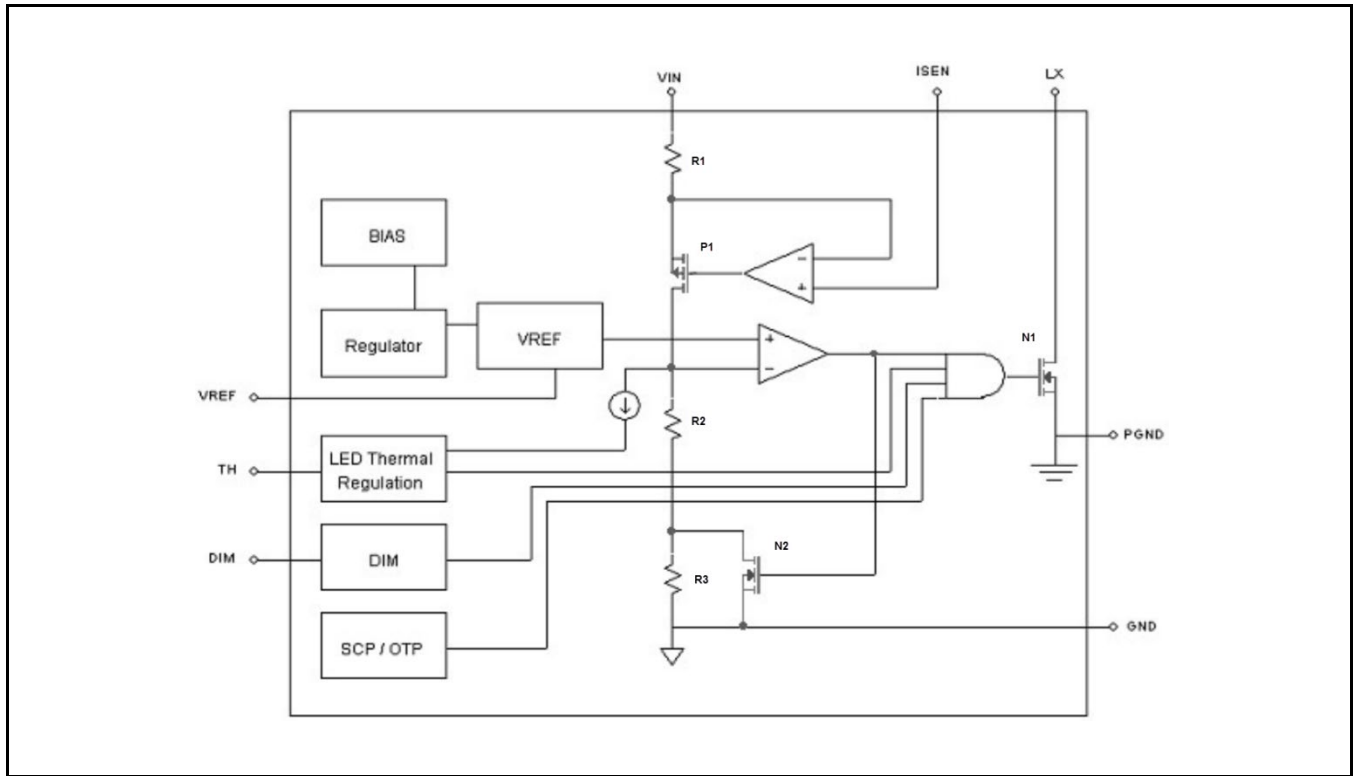 VIN
ISEN
LX
R1
BIAS
P1
-
+
Regulator
VREF
+
-
N1
VREF
R2
PGND
TH
LED Thermal
Regulation
DIM
DIM
N2
R3
SCP / OTP
GND